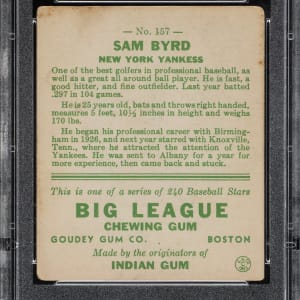 — No. 157 —
SAM BYRD
NEW YORK YANKESS
One of the best golfers in professional baseball, as
well as a great all around ball player. He is fast, a
good hitter, and fine outfielder. Last year batted
.297 in 104 games.
He is 25 years old, bats and throws right handed,
measures 5 feet, 10½ inches in height and weighs
170 lbs.
He began his professional career with Birming-
ham in 1926, and next year starred with Knoxville,
Tenn., where he attracted the attention of the
Yankees. He was sent to Albany for a year for
more experience, then came back and stuck.
This is one of a series of 240 Baseball Stars
BIG LEAGUE
CHEWING GUM
GOUDEY GUM CO. BOSTON
Made by the originators of
INDIAN GUM